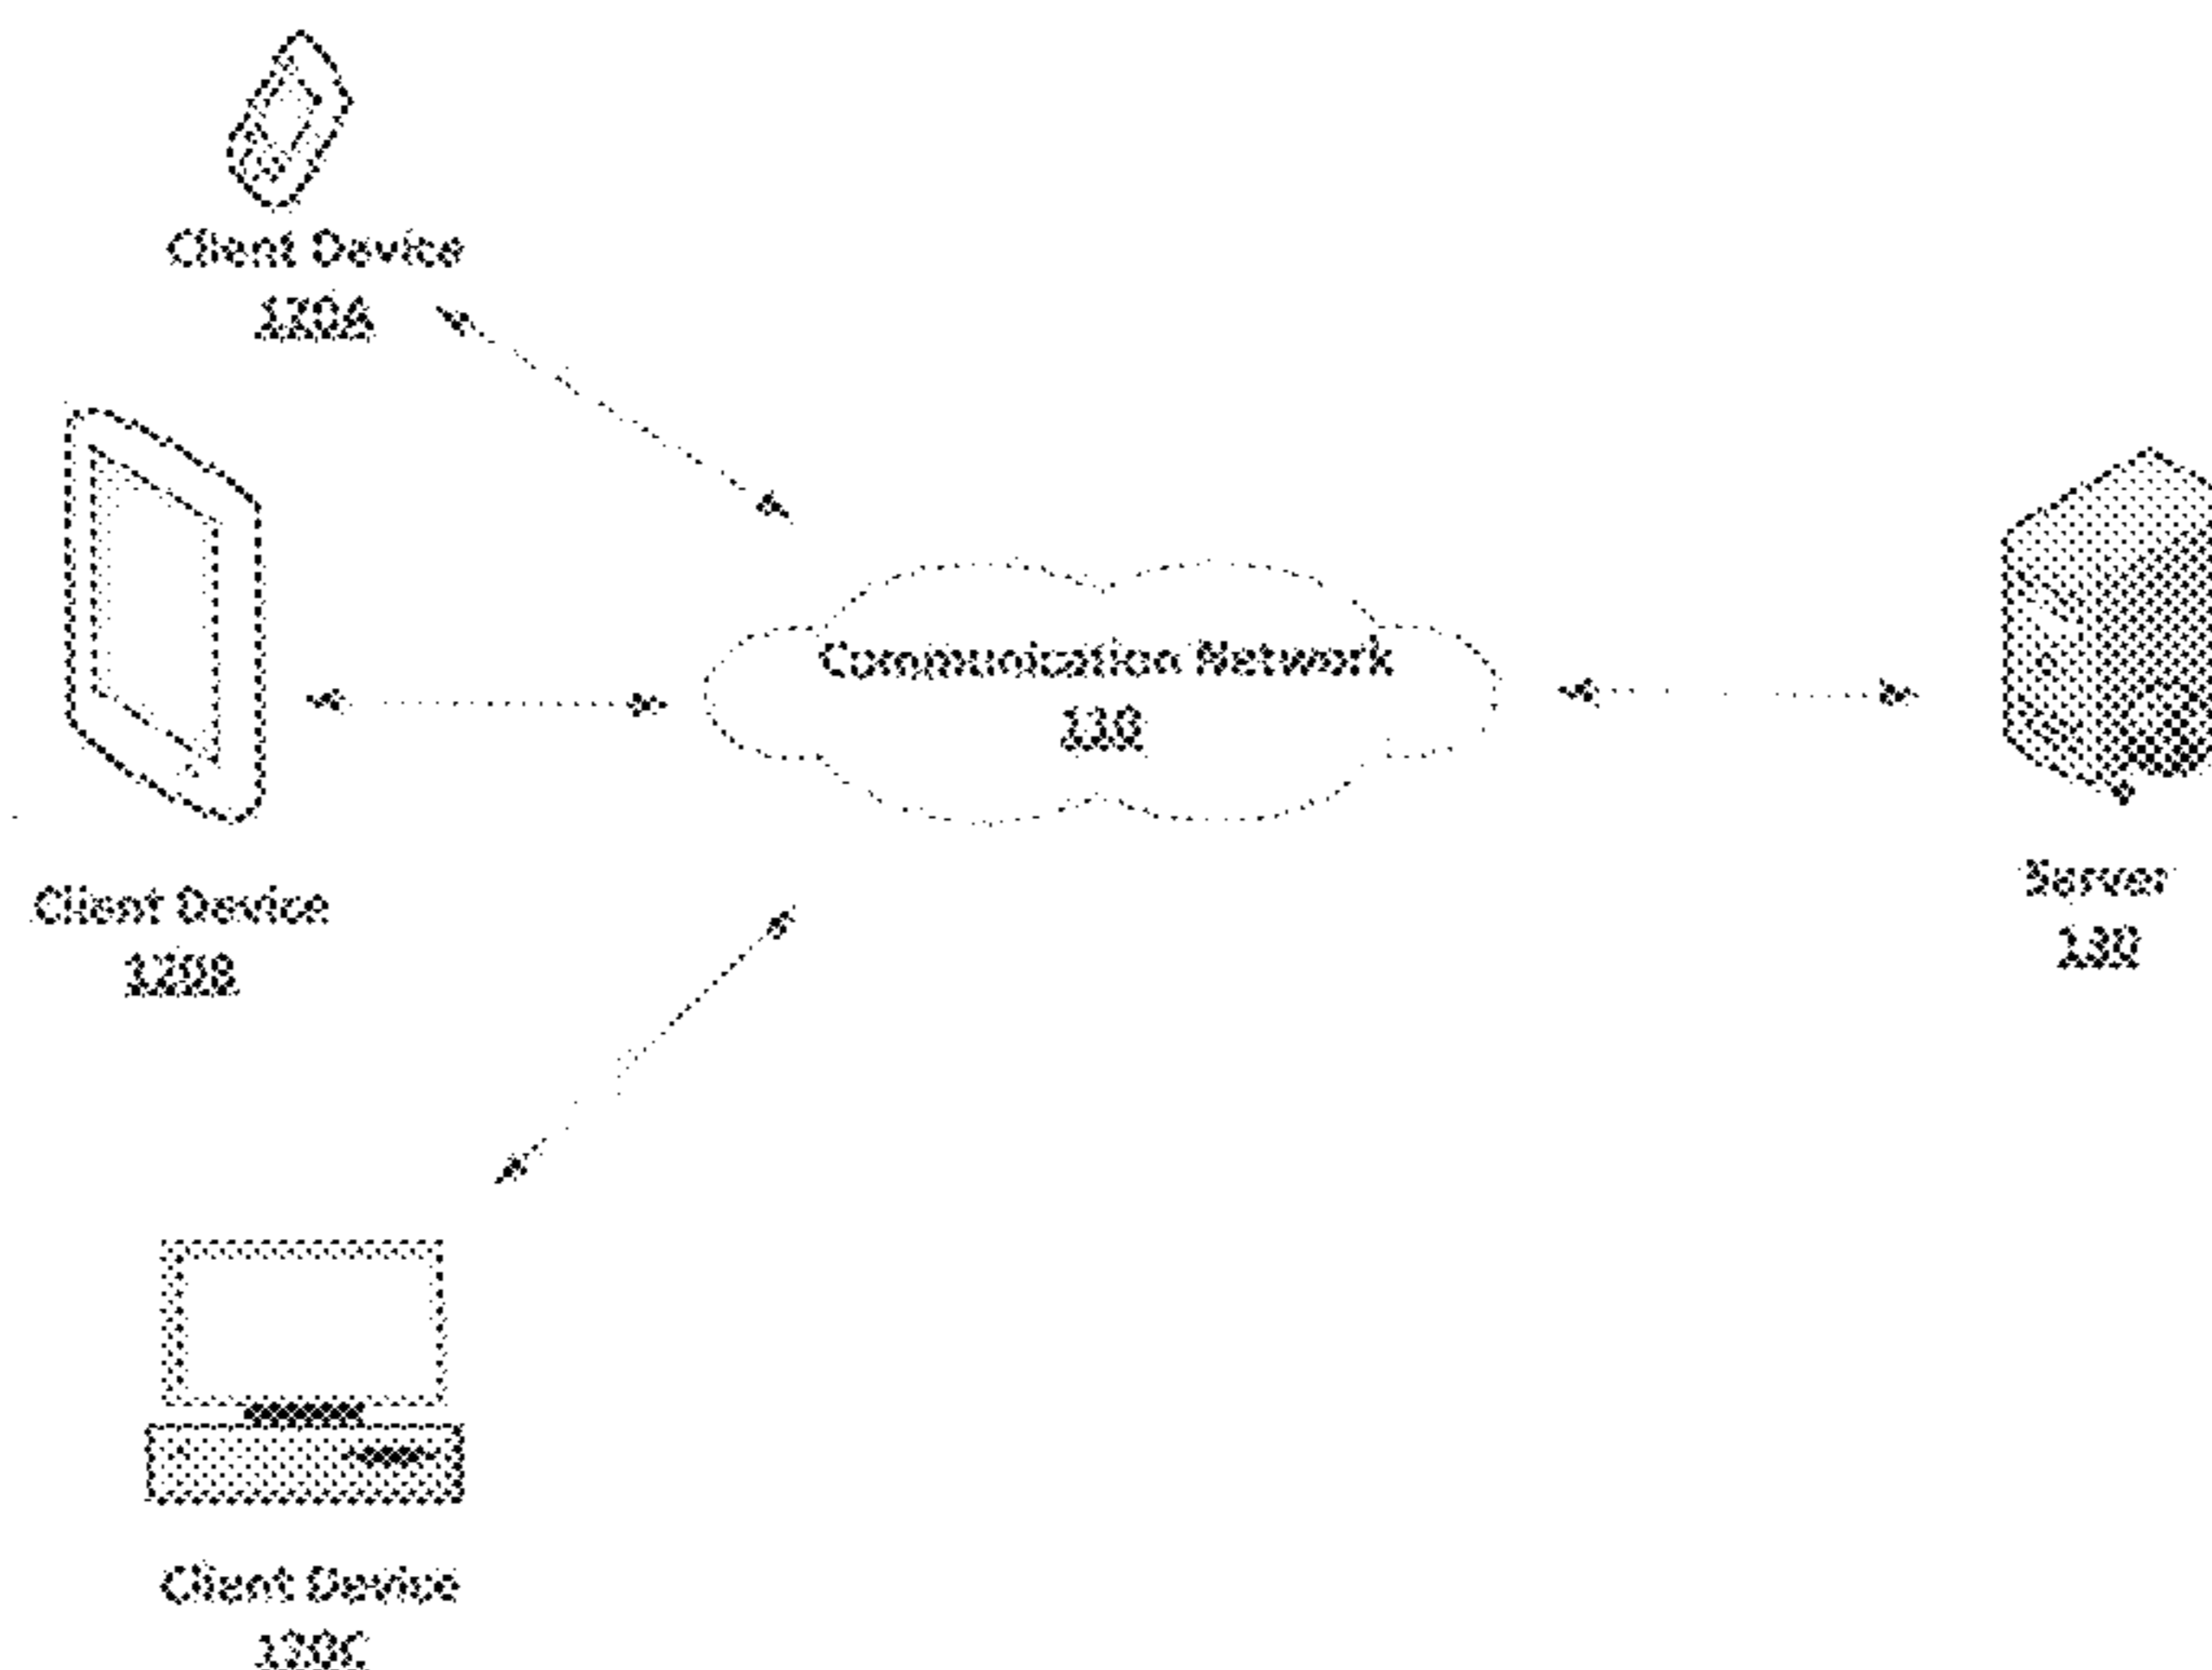 Client Device
120A
Communication Network
110
Client Device
120B
Server
130
Client Device
120C